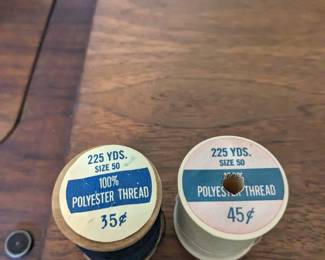 225 YDS.
SIZE 50
100%
POLYESTER THREAD
35¢
225 YDS.
SIZE 50
POLYESTER THREAD
45¢